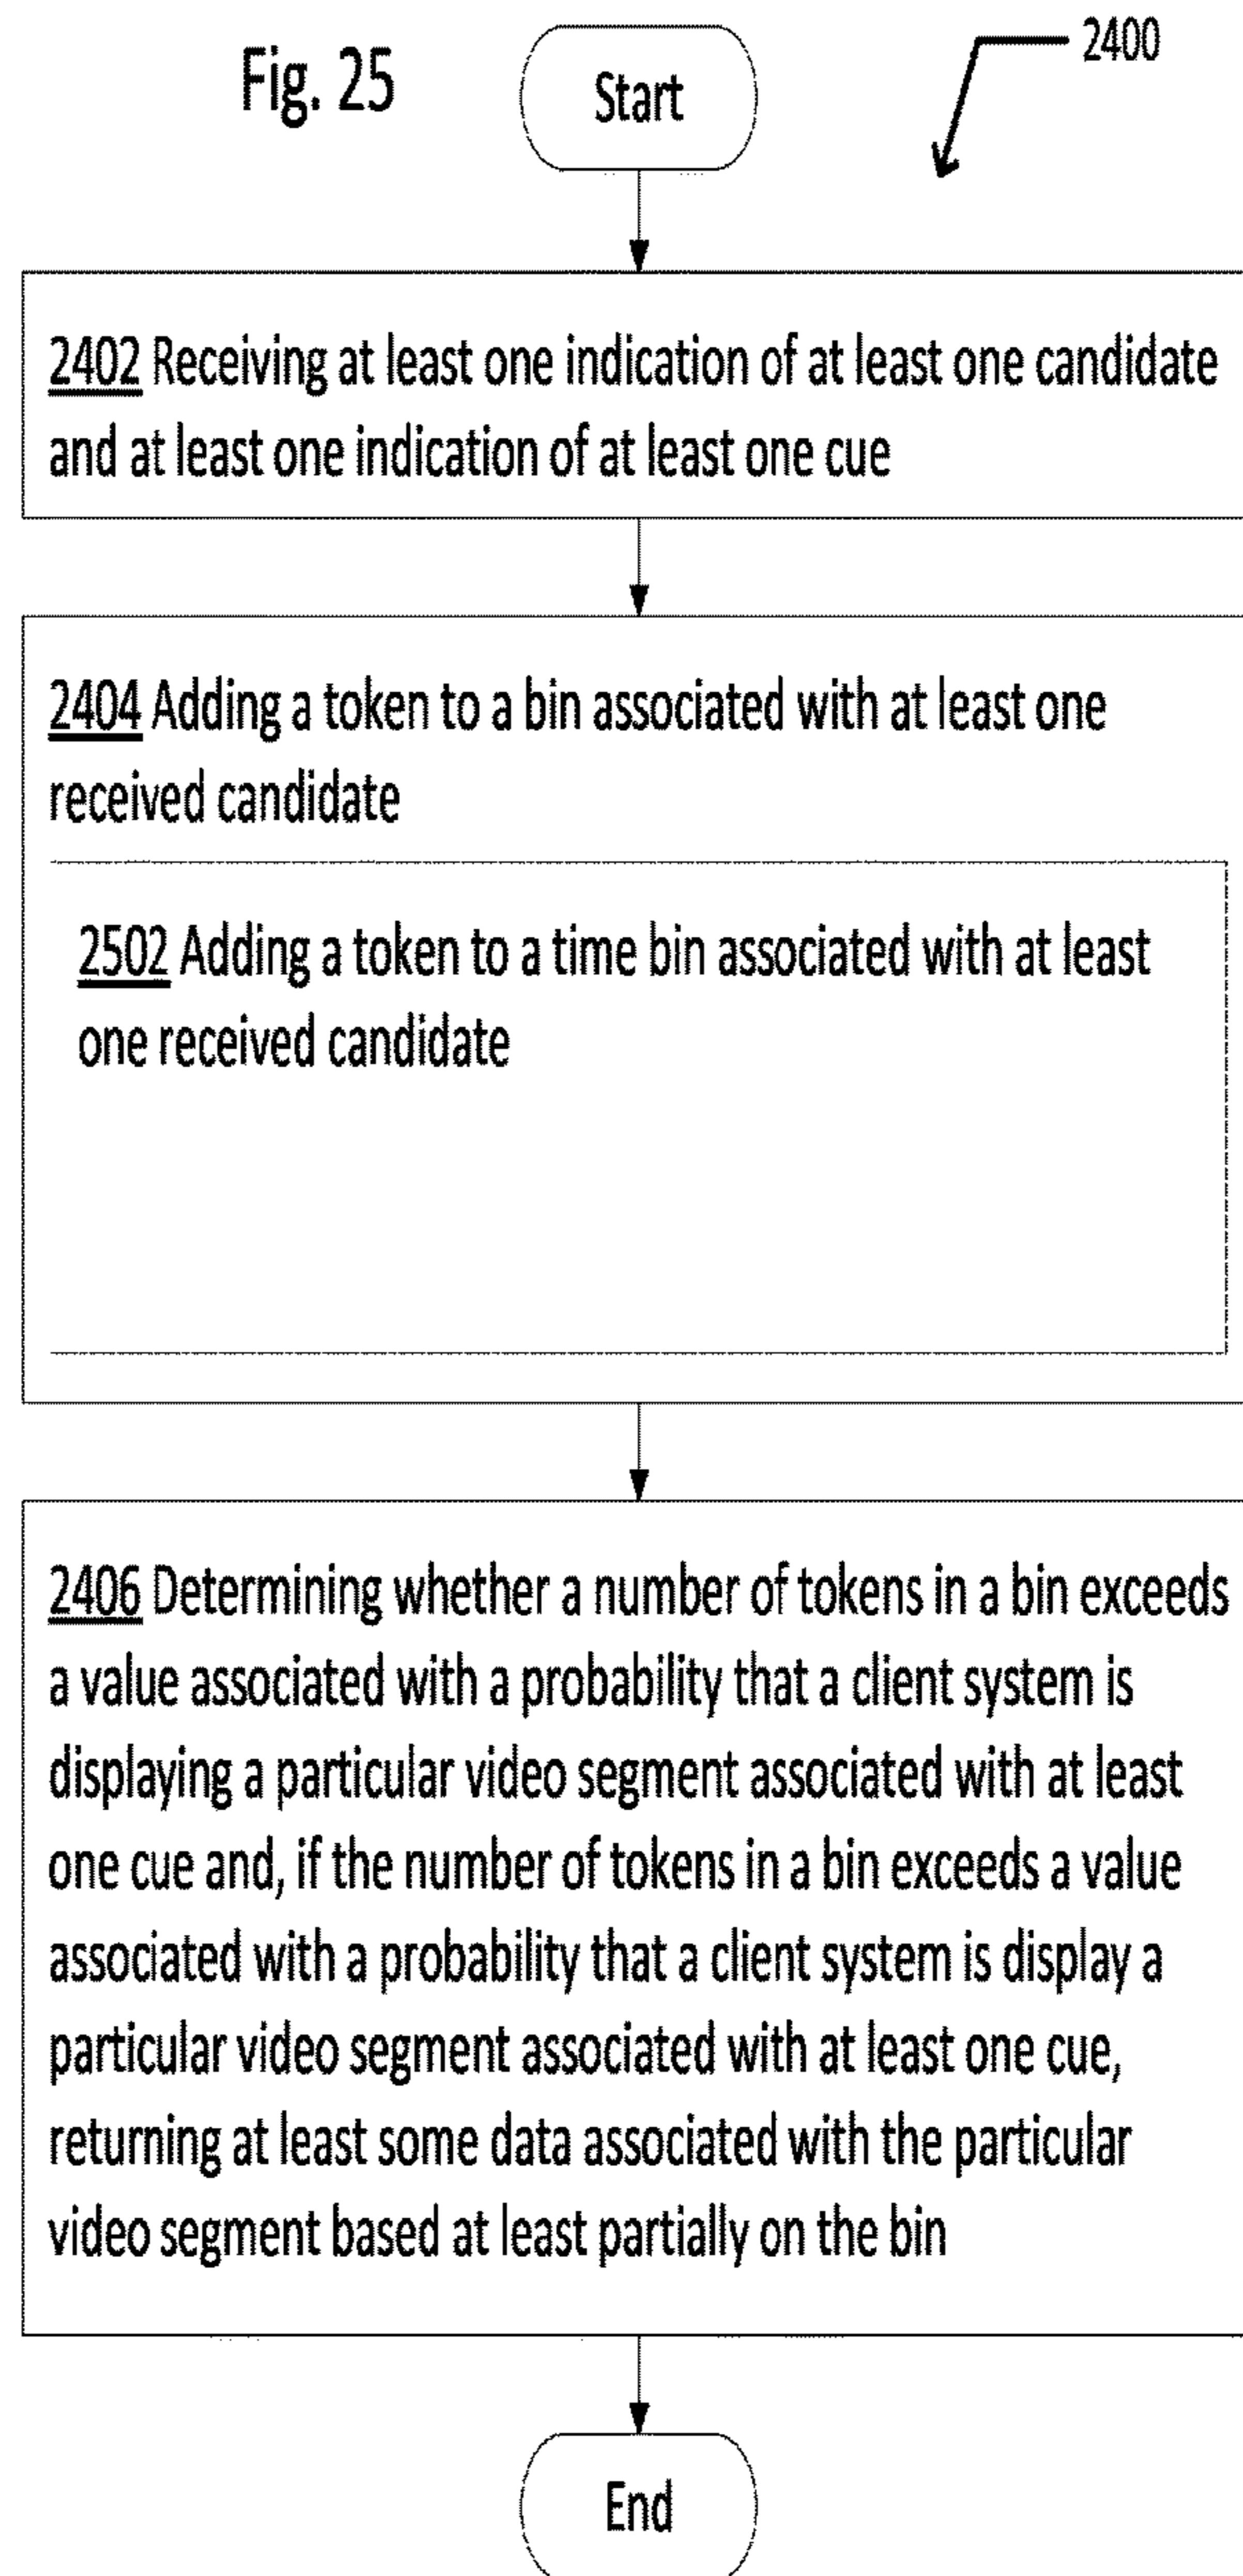 Fig. 25
Start
2400
2402 Receiving at least one indication of at least one candidate
and at least one indication of at least one cue
2404 Adding a token to a bin associated with at least one
received candidate
2502 Adding a token to a time bin associated with at least
one received candidate
2406 Determining whether a number of tokens in a bin exceeds
a value associated with a probability that a client system is
displaying a particular video segment associated with at least
one cue and, if the number of tokens in a bin exceeds a value
associated with a probability that a client system is display a
particular video segment associated with at least one cue,
returning at least some data associated with the particular
video segment based at least partially on the bin
End